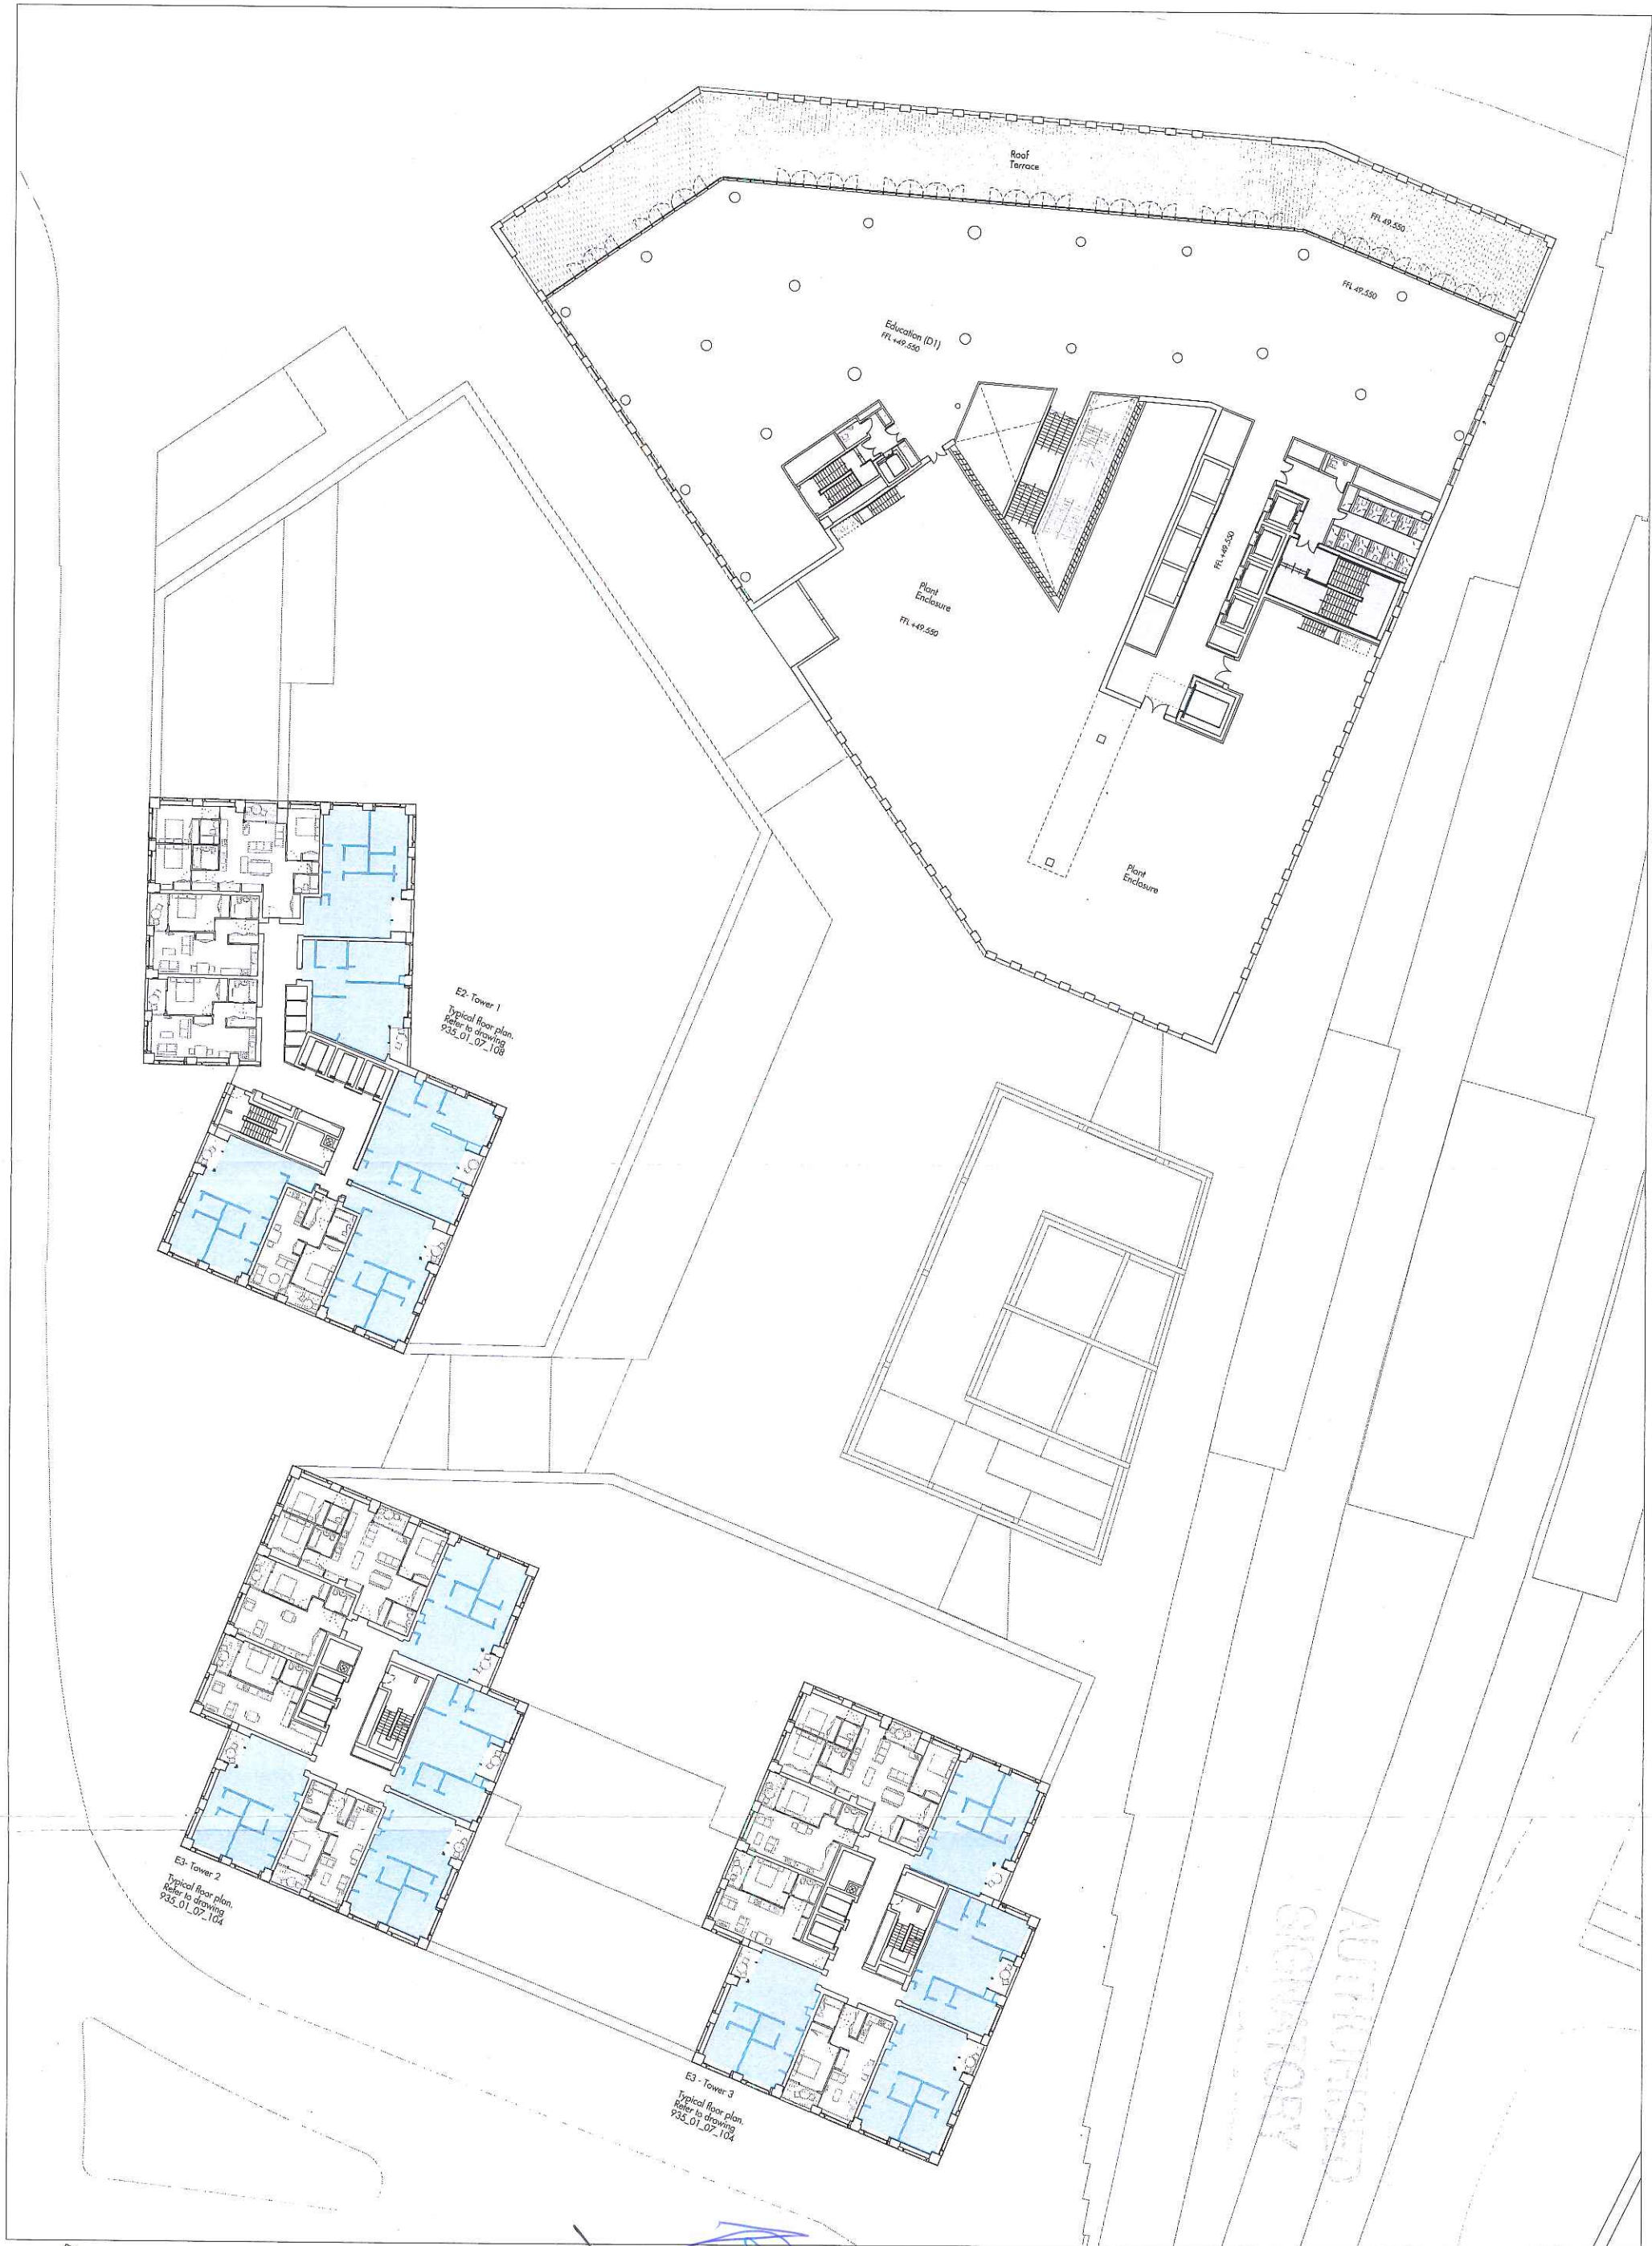 Roof
Terrace
FFL 49.550
FFL 49.550
Education (D1)
FFL +49.550
FFL +49.550
Plant
Enclosure
FFL +49.550
Plant
Enclosure
E2- Tower 1
Typical floor plan.
Refer to drawing
935_01_07_108
E3- Tower 2
Typical floor plan.
Refer to drawing
935_01_07_104
E3 - Tower 3
Typical floor plan.
Refer to drawing
935_01_07_104
AUTHORISED
SIGNATORY